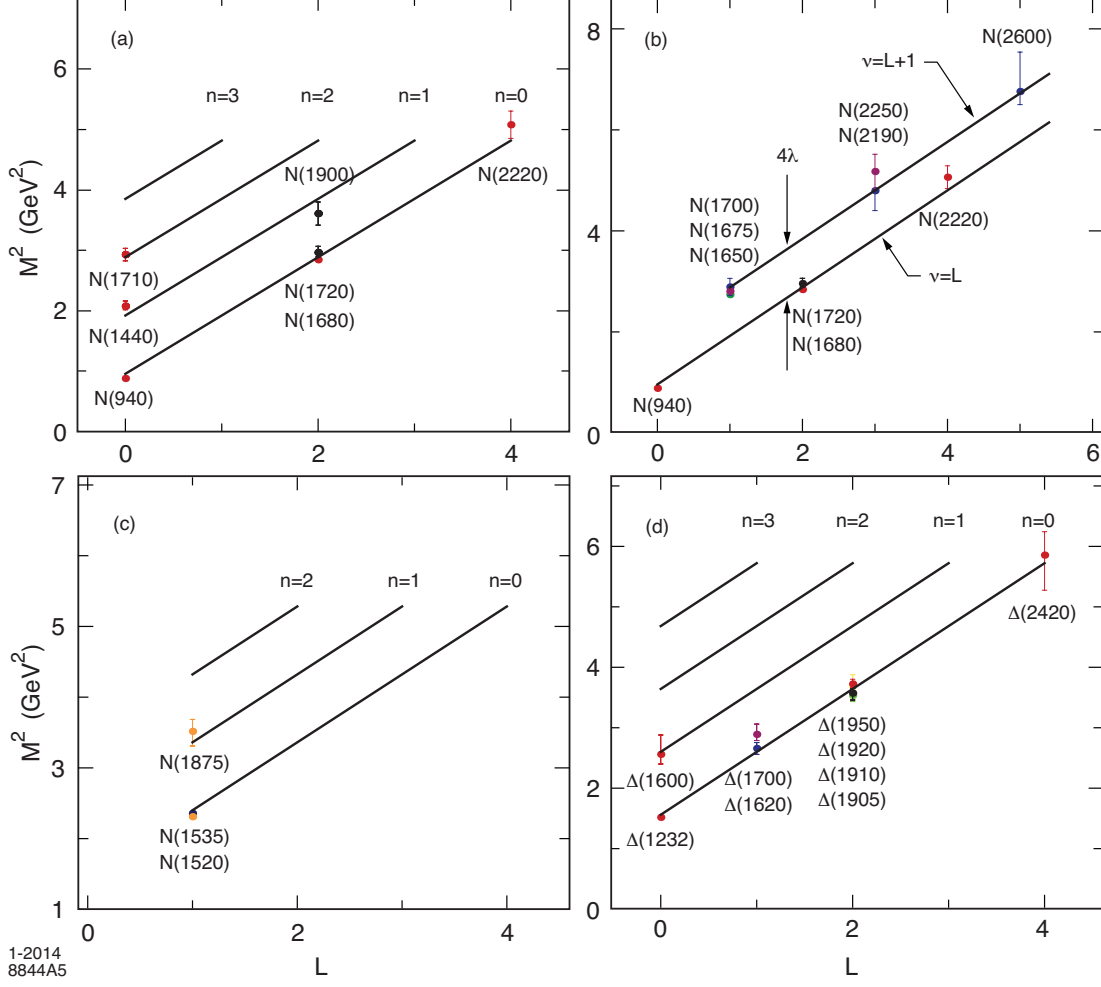 (a)
n=3 n=2 n=1 n=0
N(1900)
N(2220)
N(1710)
N(1720)
N(1440)
N(1680)
N(940)
6
4
2
0
0 2 4
M² (GeV²)
(b)
N(2600)
ν=L+1
N(2250)
N(2190)
4λ
N(1700)
N(1675)
N(1650)
N(2220)
ν=L
N(1720)
N(1680)
N(940)
8
4
0
0 2 4 6
(c)
n=2 n=1 n=0
N(1875)
N(1535)
N(1520)
7
5
3
1
0 2 4
M² (GeV²)
L
(d)
n=3 n=2 n=1 n=0
Δ(2420)
Δ(1950)
Δ(1600)
Δ(1700)
Δ(1920)
Δ(1620)
Δ(1910)
Δ(1905)
Δ(1232)
6
4
2
0
0 2 4
L
1-2014
8844A5